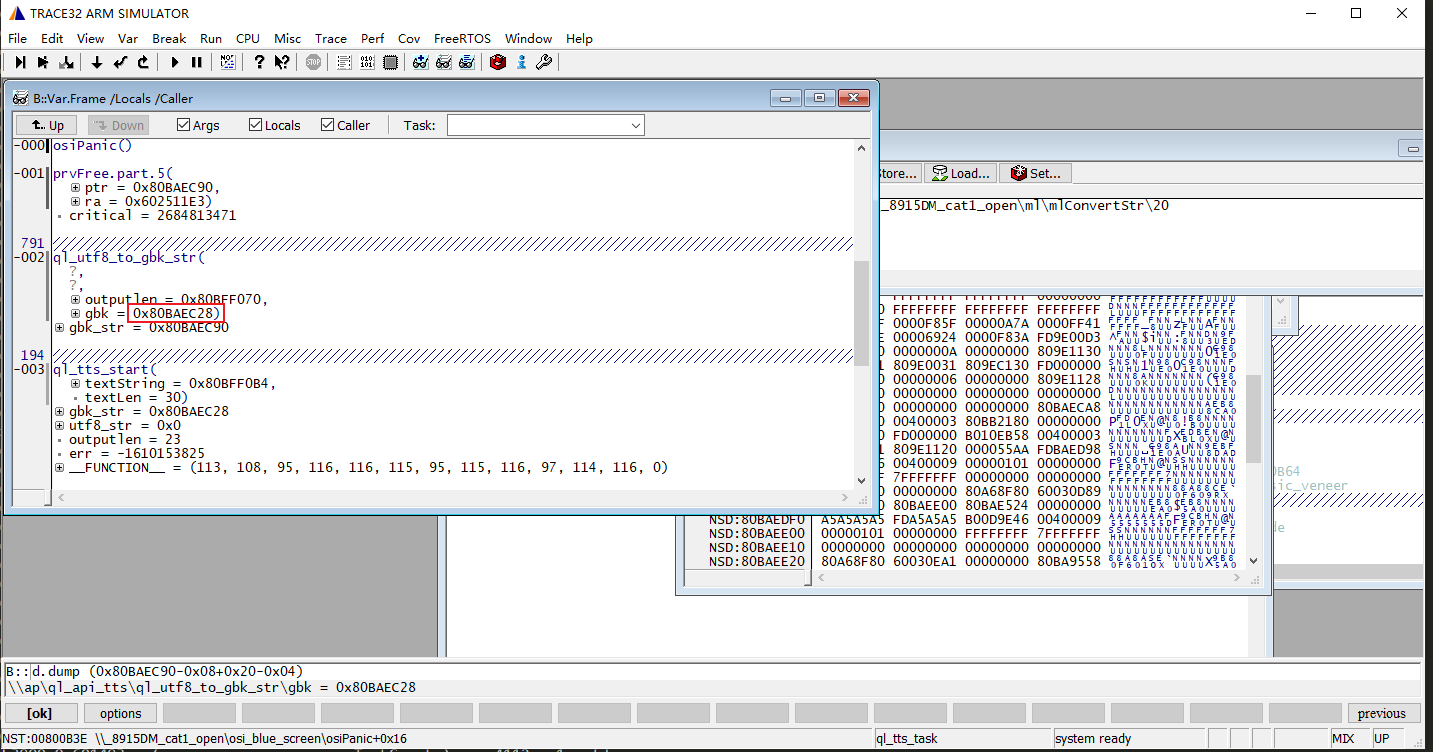 TRACE32 ARM SIMULATOR
File Edit View Var Break Run CPU Misc Trace Perf Cov FreeRTOS Window Help
B::Var.Frame /Locals /Caller
Up Down Args Locals Caller Task:
-000 osiPanic()
-001 prvFree.part.5(
ptr = 0x80BAEC90,
ra = 0x602511E3)
critical = 2684813471
791
-002 ql_utf8_to_gbk_str(
?,
?,
outputlen = 0x80BFF070,
gbk = 0x80BAEC28)
gbk_str = 0x80BAEC90
194
-003 ql_tts_start(
textString = 0x80BFF0B4,
textLen = 30)
gbk_str = 0x80BAEC28
utf8_str = 0x0
outputlen = 23
err = -1610153825
__FUNCTION__ = (113, 108, 95, 116, 116, 115, 95, 115, 116, 97, 114, 116, 0)
tore... Load... Set...
_8915DM_cat1_open\ml\mlConvertStr\20
FFFFFFFF FFFFFFFF 00000000
FFFFFFFF FFFFFFFF FFFFFFFF
0000F85F 00000A7A 0000FF41
00006924 0000F83A FD9E00D3
0000000A 00000000 809E1130
809E0031 809EC130 FD000000
00000006 00000000 809E1128
00000000 00000000 00000000
00000000 00000000 80BAECA8
00400003 80BB2180 00000000
FD000000 B010EB58 00400003
809E1120 000055AA FDBAED98
00400009 00000101 00000000
7FFFFFFF 00000000 00000000
00000000 80A68F80 60030D89
80BAEE00 80BAE524 00000000
NSD:80BAEDF0 A5A5A5A5 FDA5A5A5 B00D9E46 00400009
NSD:80BAEE00 00000101 00000000 FFFFFFFF 7FFFFFFF
NSD:80BAEE10 00000000 00000000 00000000 00000000
NSD:80BAEE20 80A68F80 60030EA1 00000000 80BA9558
0B64
sic_veneer
de
B::d.dump (0x80BAEC90-0x08+0x20-0x04)
\\ap\ql_api_tts\ql_utf8_to_gbk_str\gbk = 0x80BAEC28
[ok] options previous
NST:00800B3E \\_8915DM_cat1_open\osi_blue_screen\osiPanic+0x16 ql_tts_task system ready MIX UP